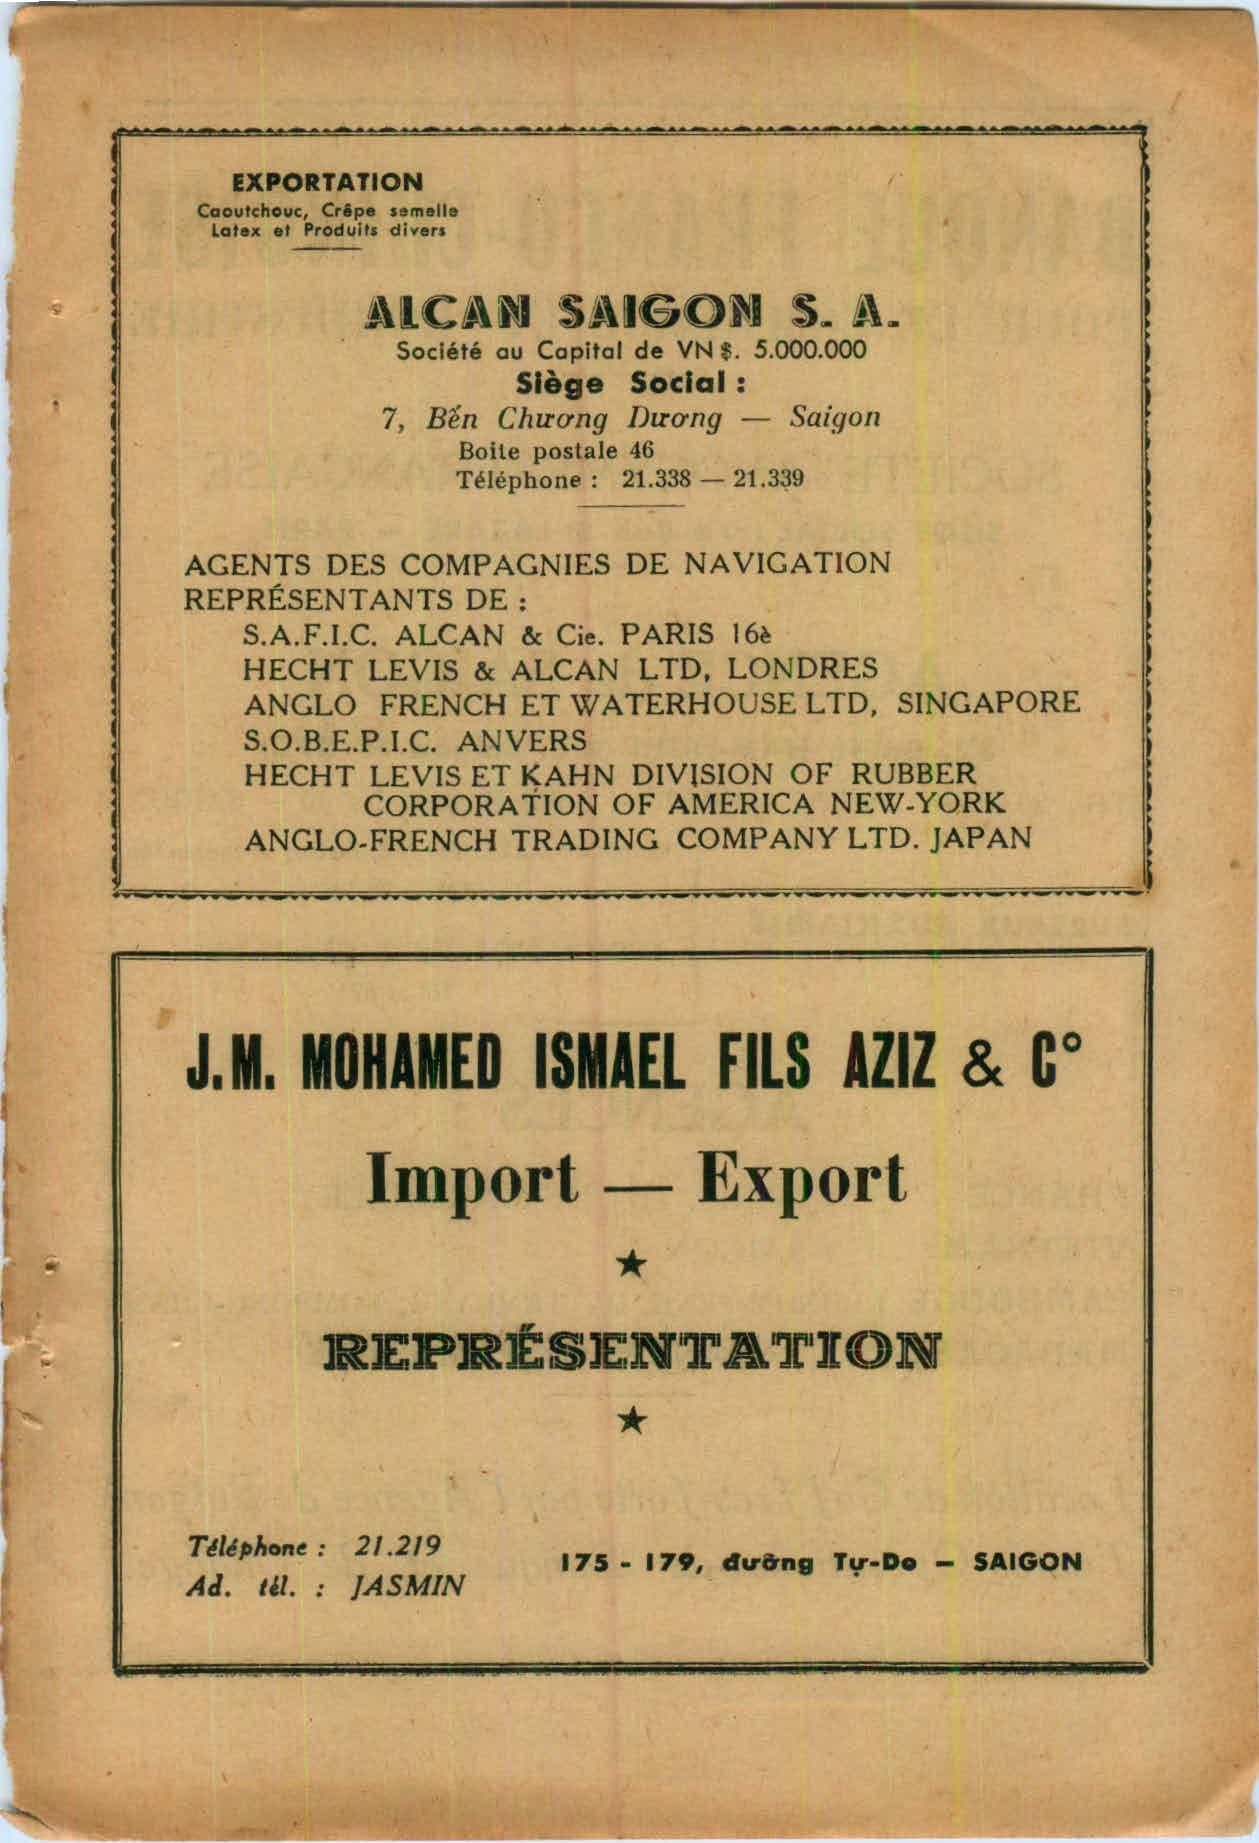 EXPORTATION
Caoutchouc, Crêpe semelle
Latex et Produits divers
ALCAN SAIGON S. A.
Société au Capital de VN$. 5.000.000
Siège Social :
7, Bến Chương Dương — Saigon
Boite postale 46
Téléphone : 21.338 — 21.339
AGENTS DES COMPAGNIES DE NAVIGATION
REPRÉSENTANTS DE :
S.A.F.I.C. ALCAN & Cie. PARIS 16è
HECHT LEVIS & ALCAN LTD, LONDRES
ANGLO FRENCH ET WATERHOUSE LTD, SINGAPORE
S.O.B.E.P.I.C. ANVERS
HECHT LEVIS ET KAHN DIVISION OF RUBBER
CORPORATION OF AMERICA NEW-YORK
ANGLO-FRENCH TRADING COMPANY LTD. JAPAN
J.M. MOHAMED ISMAEL FILS AZIZ & C°
Import — Export
★
REPRÉSENTATION
★
Téléphone : 21.219
Ad. tél. : JASMIN
175 - 179, đường Tự-Do — SAIGON